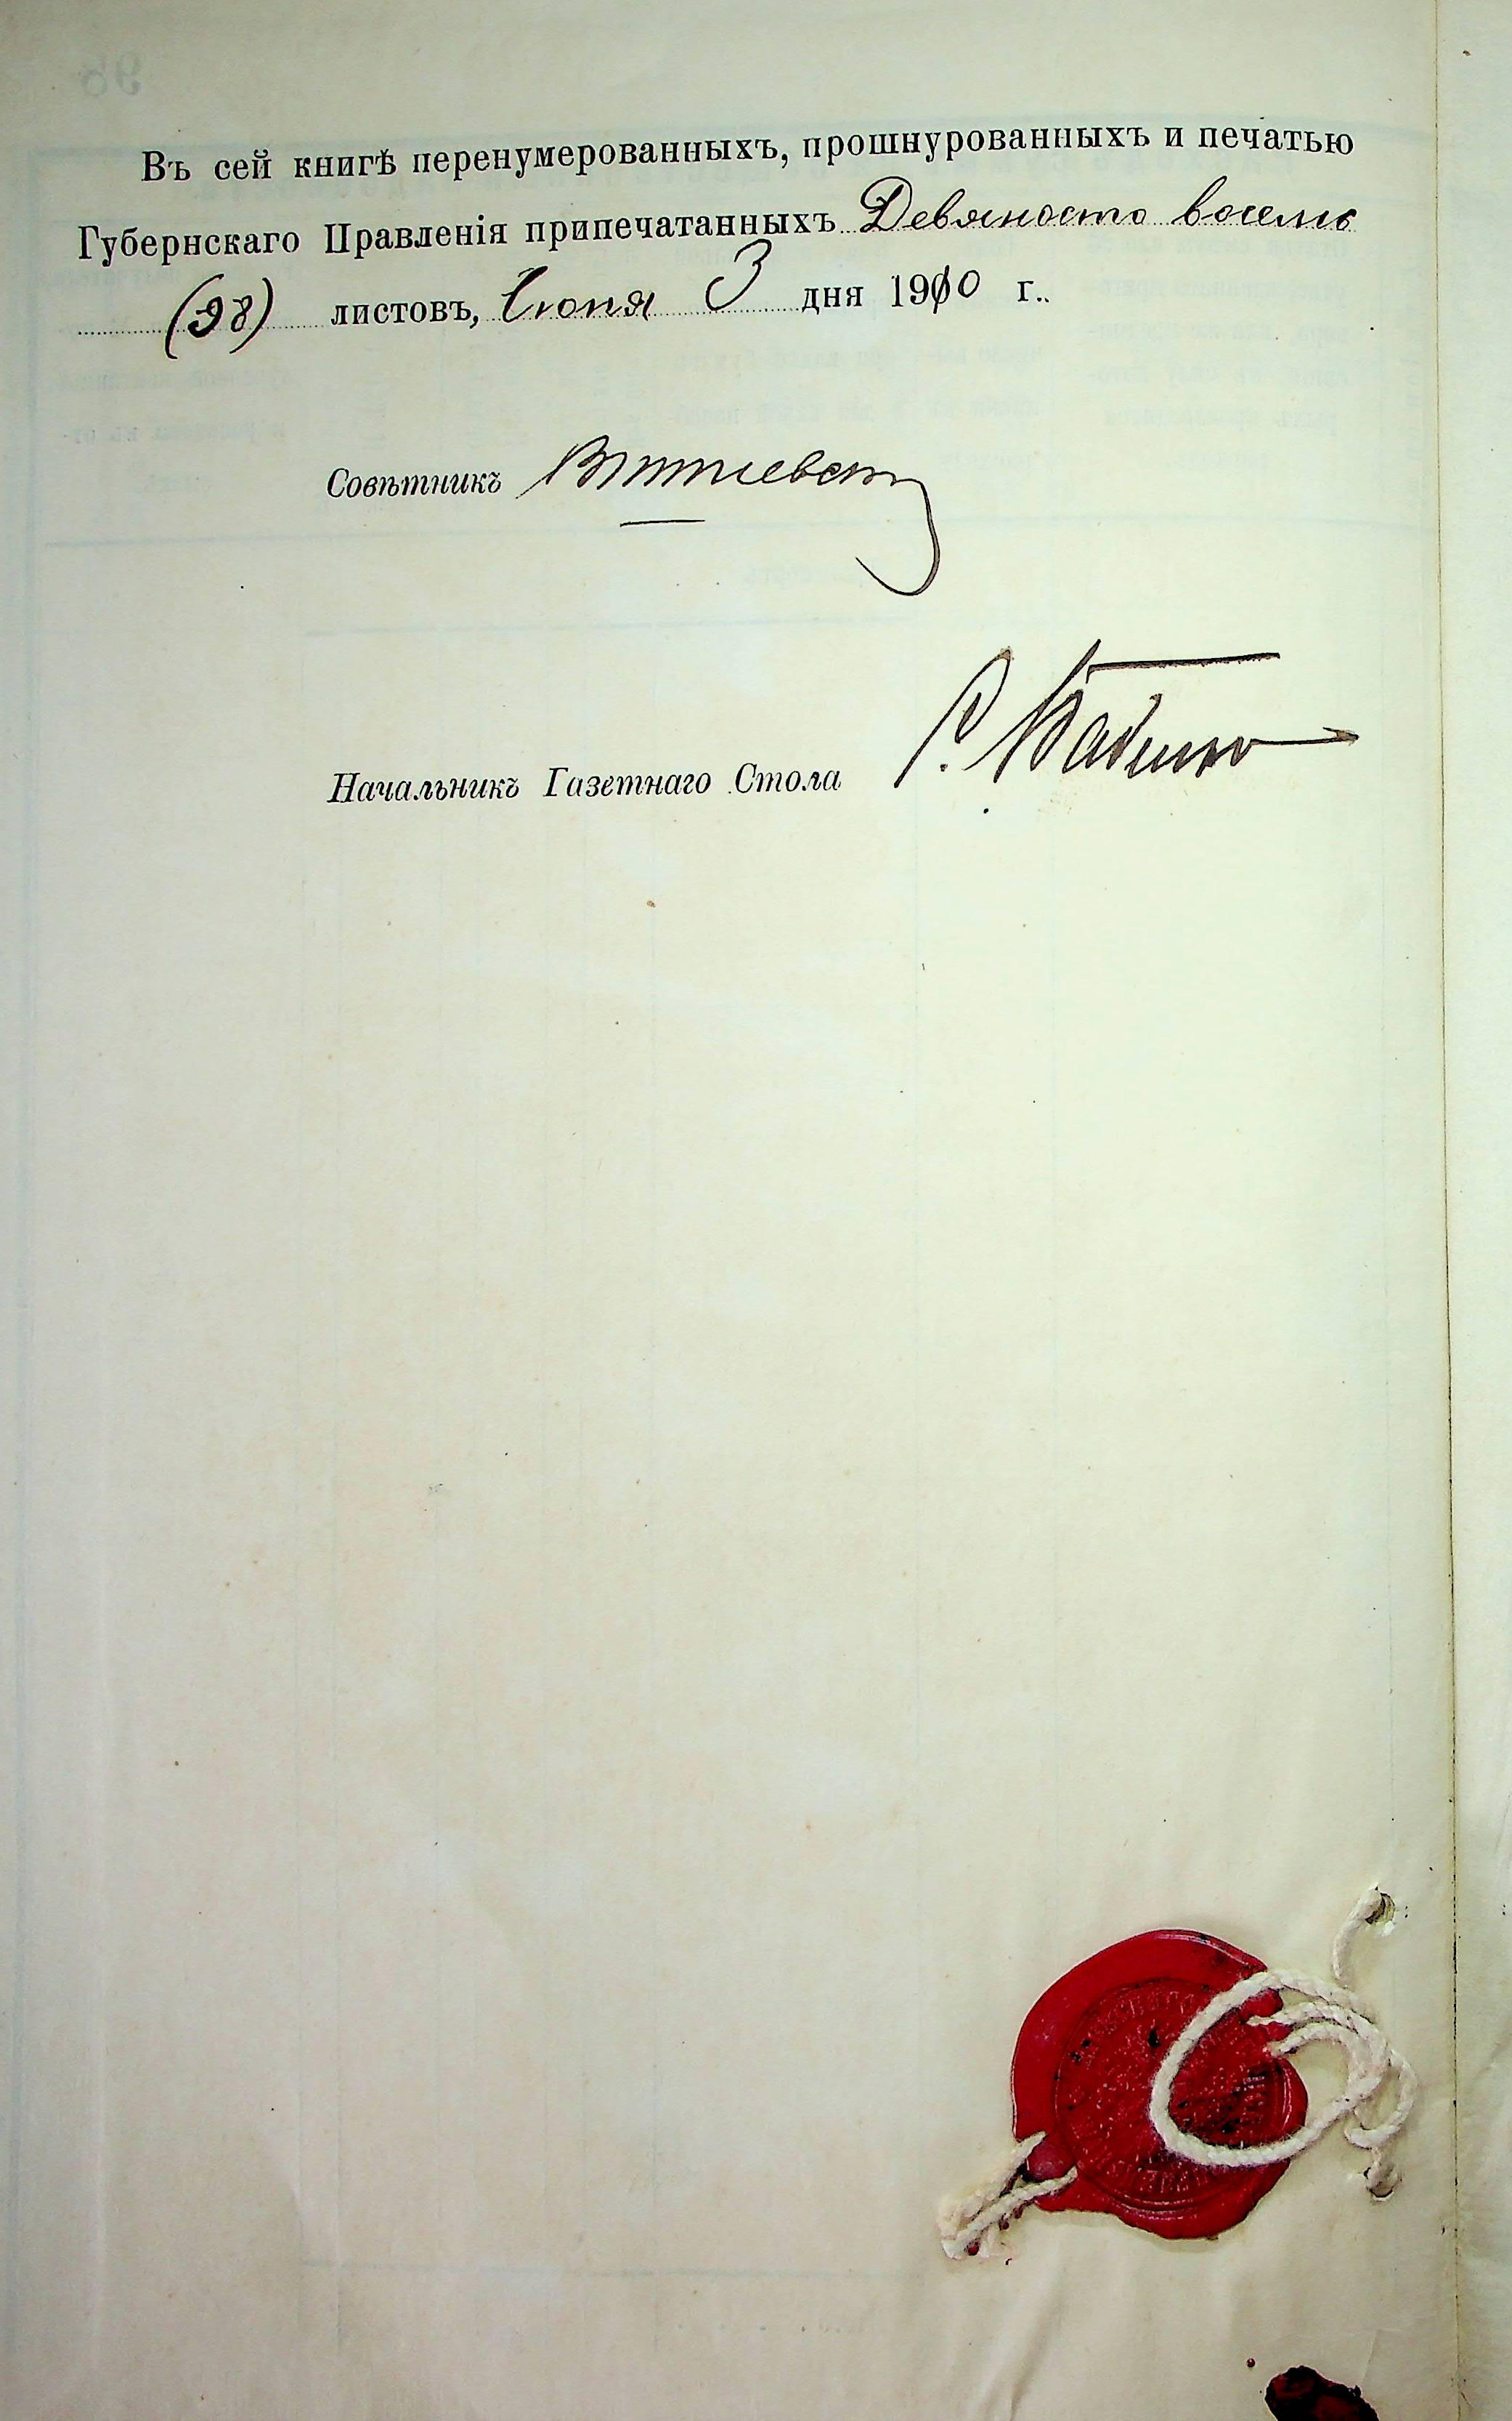 Въ сей книгѣ перенумерованныхъ, прошнурованныхъ и печатью
Губернскаго Правленія припечатанныхъ Девяносто восемь
(98) листовъ, Іюня 3 дня 1910 г.
Совѣтникъ
Начальникъ Газетнаго Стола